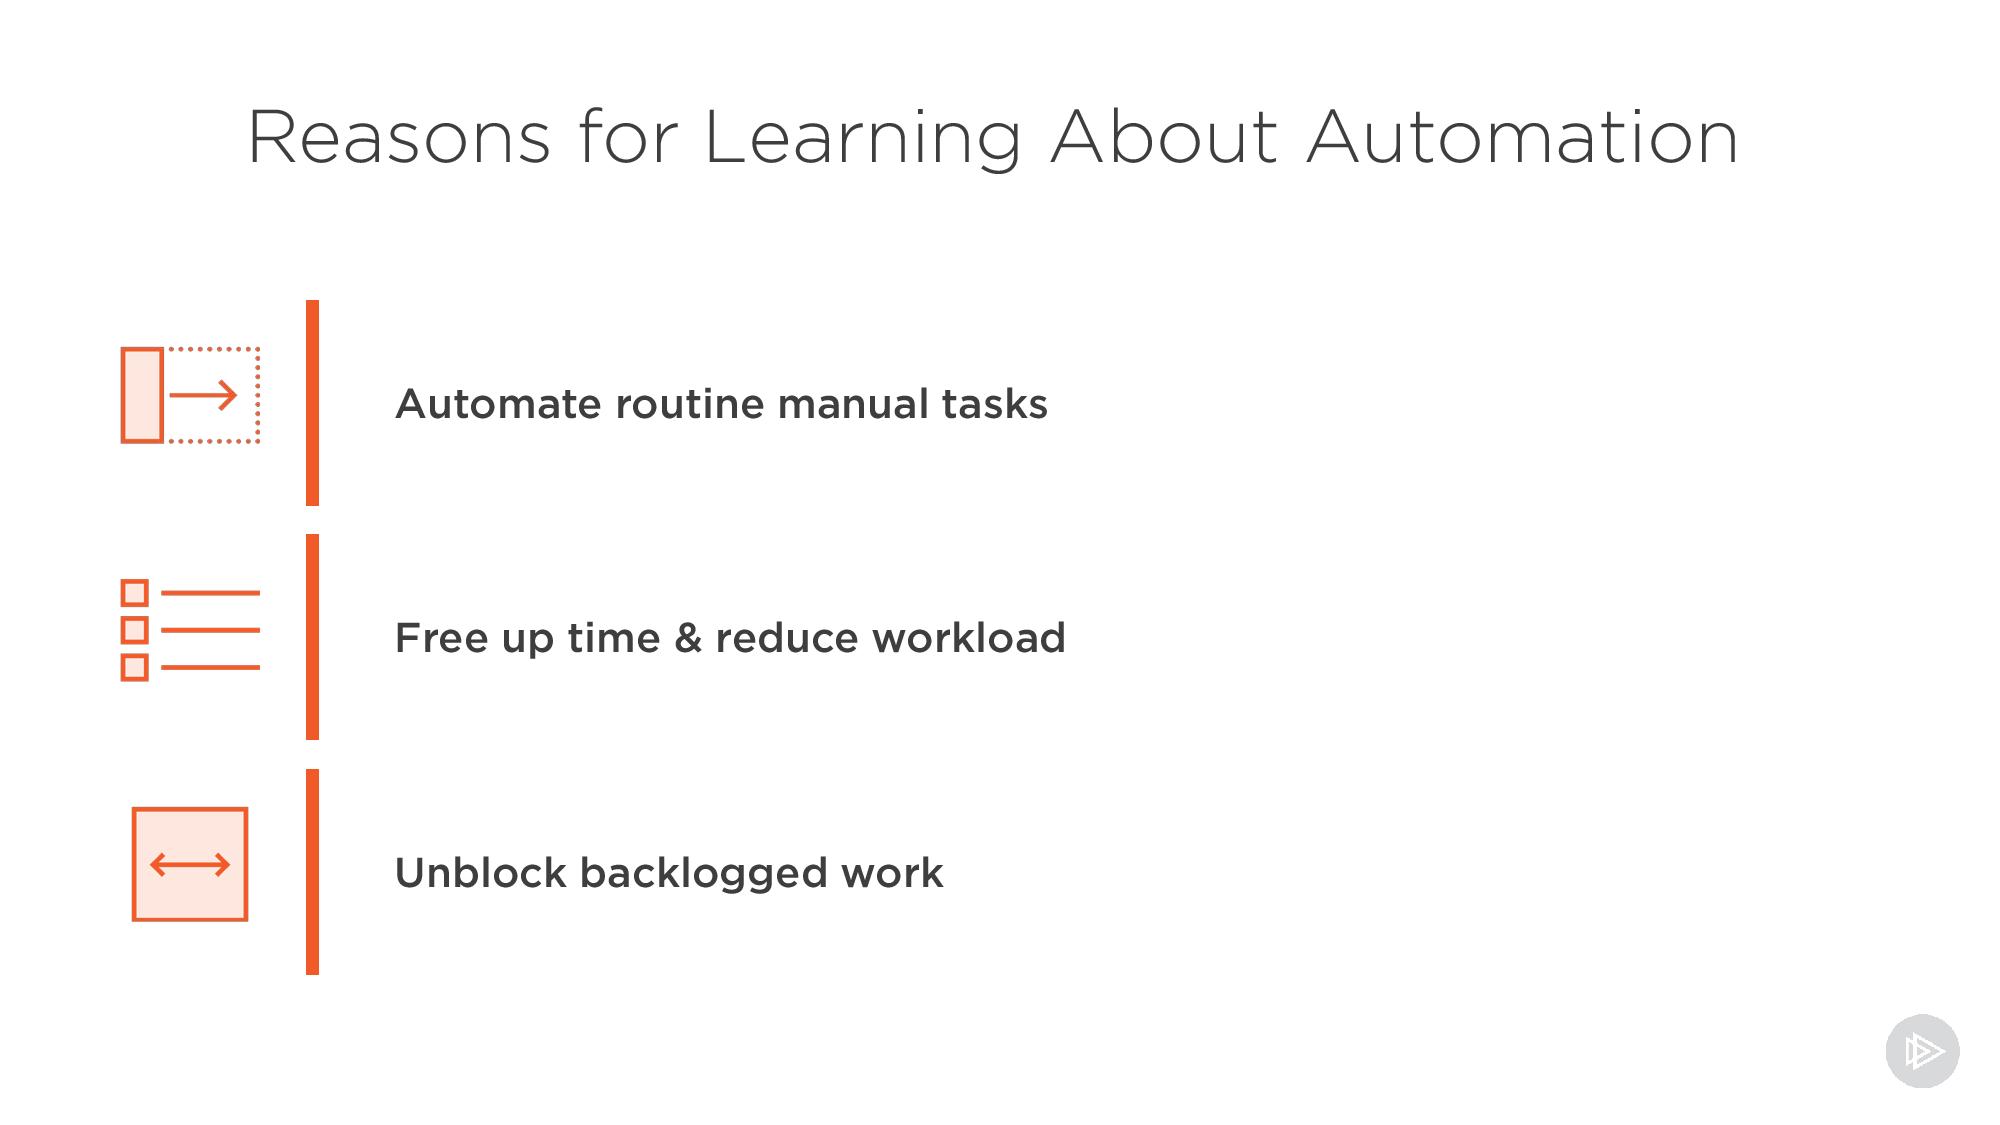 Reasons for Learning About Automation
Automate routine manual tasks
Free up time & reduce workload
Unblock backlogged work